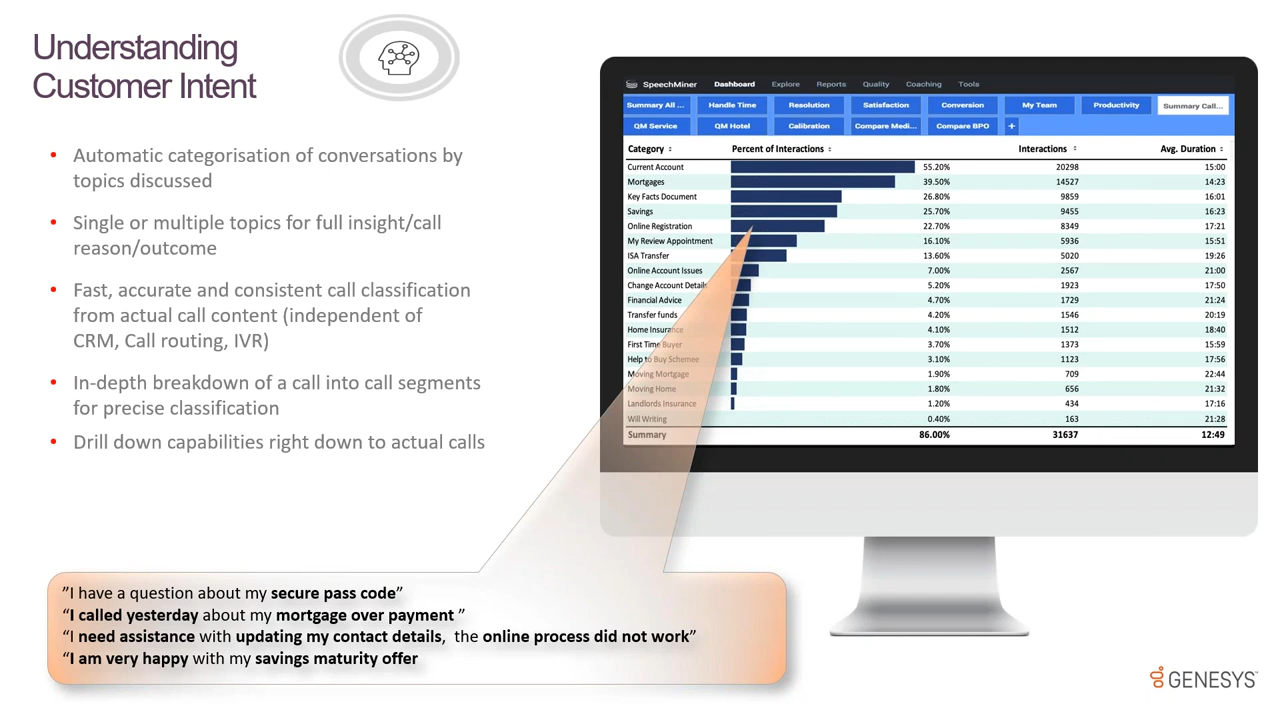 Understanding
Customer Intent
• Automatic categorisation of conversations by
topics discussed
• Single or multiple topics for full insight/call
reason/outcome
• Fast, accurate and consistent call classification
from actual call content (independent of
CRM, Call routing, IVR)
• In-depth breakdown of a call into call segments
for precise classification
• Drill down capabilities right down to actual calls
SpeechMiner Dashboard Explore Reports Quality Coaching Tools
Summary All ... Handle Time Resolution Satisfaction Conversion My Team Productivity Summary Call...
QM Service QM Hotel Calibration Compare Medi... Compare BPO +
Category Percent of Interactions Interactions Avg. Duration
Current Account 55.20% 20298 15:00
Mortgages 39.50% 14527 14:23
Key Facts Document 26.80% 9859 16:01
Savings 25.70% 9455 16:23
Online Registration 22.70% 8349 17:21
My Review Appointment 16.10% 5936 15:51
ISA Transfer 13.60% 5020 19:26
Online Account Issues 7.00% 2567 21:00
Change Account Details 5.20% 1923 17:50
Financial Advice 4.70% 1729 21:24
Transfer funds 4.20% 1546 20:19
Home Insurance 4.10% 1512 18:40
First Time Buyer 3.70% 1373 15:59
Help to Buy Schemee 3.10% 1123 17:56
Moving Mortgage 1.90% 709 22:44
Moving Home 1.80% 656 21:32
Landlords Insurance 1.20% 434 17:16
Will Writing 0.40% 163 21:28
Summary 86.00% 31637 12:49
”I have a question about my secure pass code”
“I called yesterday about my mortgage over payment ”
“I need assistance with updating my contact details, the online process did not work”
“I am very happy with my savings maturity offer
GENESYS™